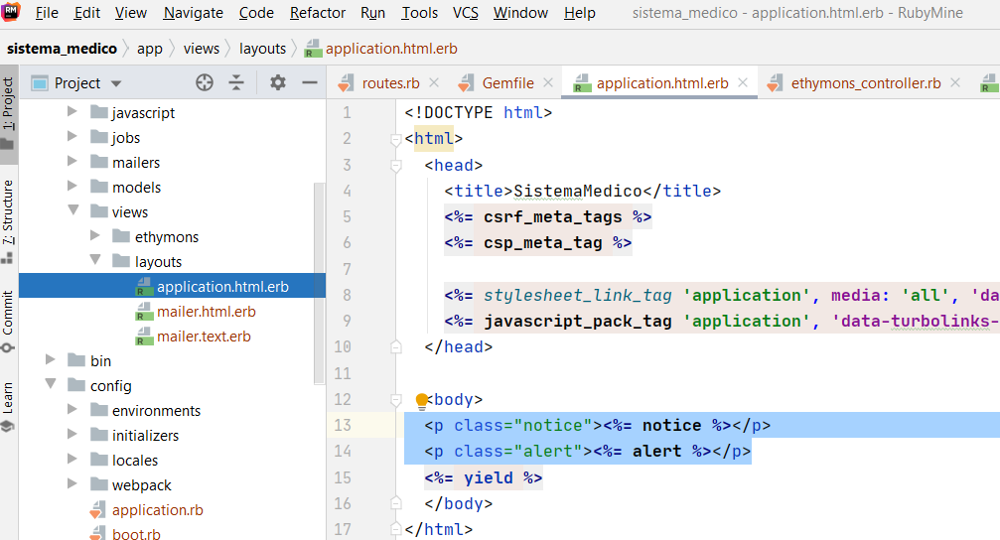 RM File Edit View Navigate Code Refactor Run Tools VCS Window Help sistema_medico - application.html.erb - RubyMine
sistema_medico app views layouts application.html.erb
Project routes.rb Gemfile application.html.erb ethymons_controller.rb
1: Project
7: Structure
Commit
Learn
javascript
jobs
mailers
models
views
ethymons
layouts
application.html.erb
mailer.html.erb
mailer.text.erb
bin
config
environments
initializers
locales
webpack
application.rb
boot.rb
1 <!DOCTYPE html>
2 <html>
3 <head>
4 <title>SistemaMedico</title>
5 <%= csrf_meta_tags %>
6 <%= csp_meta_tag %>
7
8 <%= stylesheet_link_tag 'application', media: 'all', 'da
9 <%= javascript_pack_tag 'application', 'data-turbolinks-
10 </head>
11
12 <body>
13 <p class="notice"><%= notice %></p>
14 <p class="alert"><%= alert %></p>
15 <%= yield %>
16 </body>
17 </html>